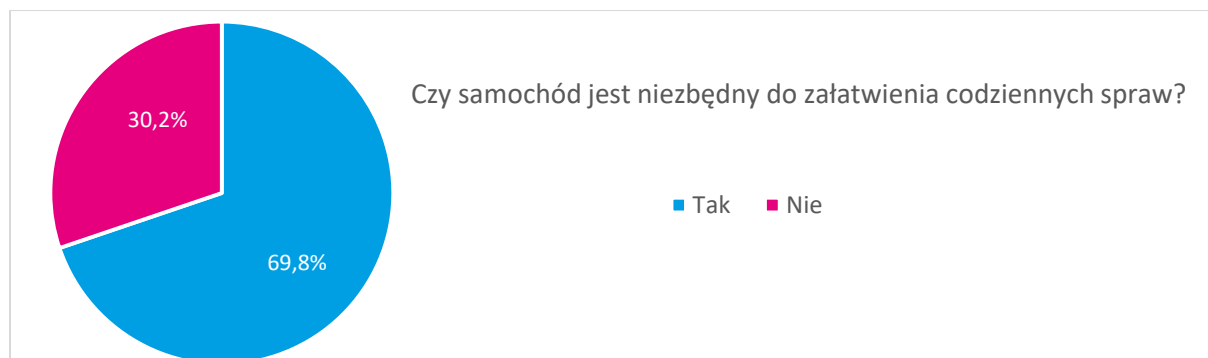 Czy samochód jest niezbędny do załatwienia codziennych spraw?
30,2%
Tak Nie
69,8%